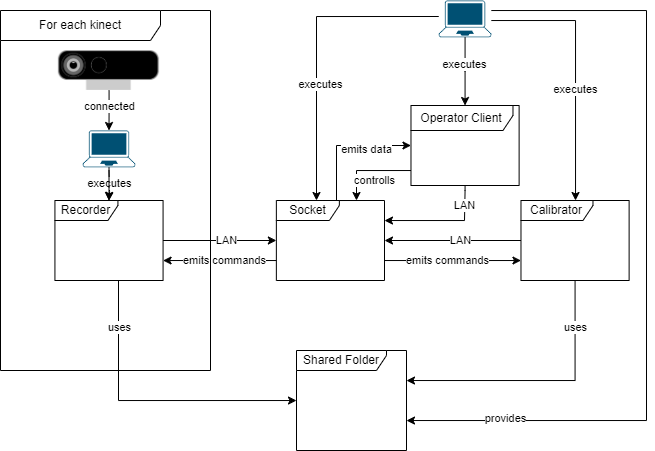 For each kinect
connected
executes
Recorder
executes
executes
executes
Operator Client
emits data
controlls
LAN
Socket
Calibrator
LAN
emits commands
LAN
emits commands
uses
uses
Shared Folder
provides